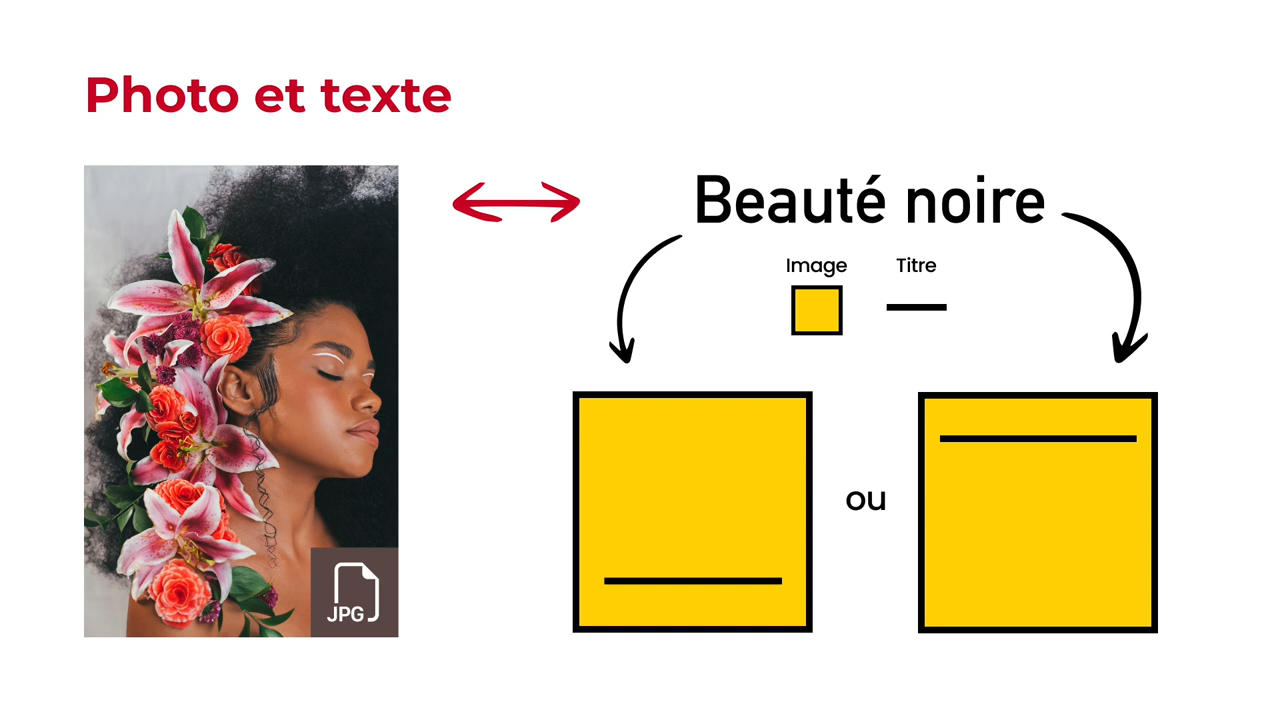 Photo et texte
Beauté noire
Image
Titre
ou
JPG